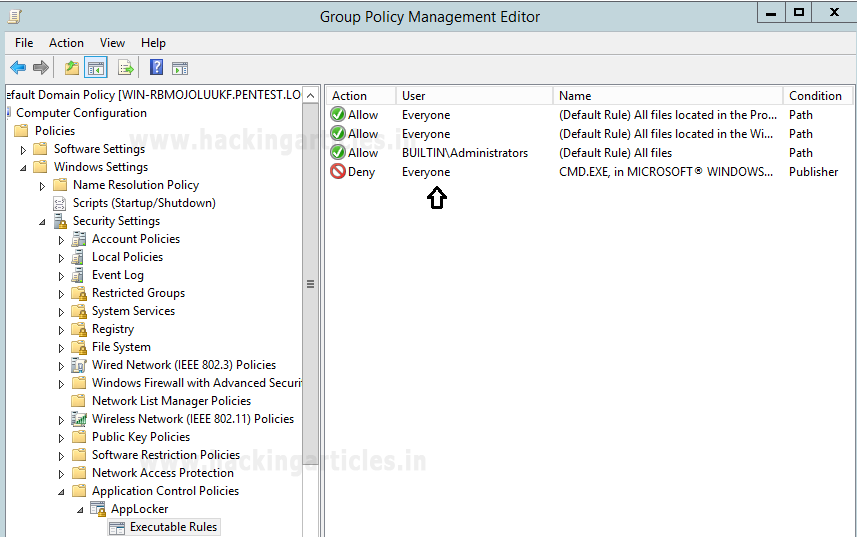 Group Policy Management Editor
File Action View Help
efault Domain Policy [WIN-RBMOJOLUUKF.PENTEST.LO
Computer Configuration
Policies
Software Settings
Windows Settings
Name Resolution Policy
Scripts (Startup/Shutdown)
Security Settings
Account Policies
Local Policies
Event Log
Restricted Groups
System Services
Registry
File System
Wired Network (IEEE 802.3) Policies
Windows Firewall with Advanced Securi
Network List Manager Policies
Wireless Network (IEEE 802.11) Policies
Public Key Policies
Software Restriction Policies
Network Access Protection
Application Control Policies
AppLocker
Executable Rules
Action User Name Condition
Allow Everyone (Default Rule) All files located in the Pro... Path
Allow Everyone (Default Rule) All files located in the Wi... Path
Allow BUILTIN\Administrators (Default Rule) All files Path
Deny Everyone CMD.EXE, in MICROSOFT® WINDOWS... Publisher
www.hackingarticles.in
www.hackingarticles.in